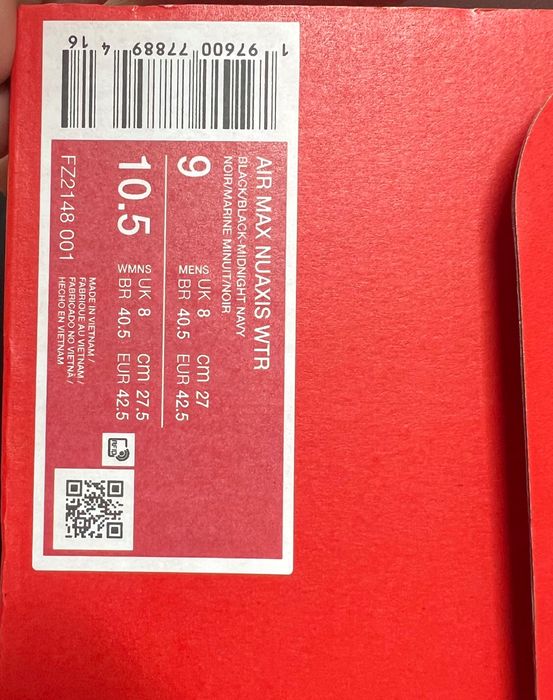 AIR MAX NUAXIS WTR
BLACK/BLACK-MIDNIGHT NAVY
NOIR/MARINE MINUIT/NOIR
9
MENS UK 8 cm 27
BR 40.5 EUR 42.5
10.5
WMNS UK 8 cm 27.5
BR 40.5 EUR 42.5
FZ2148 001
MADE IN VIETNAM /
FABRIQUE AU VIETNAM /
FABRICADO NO VIETNÃ /
HECHO EN VIETNAM
1 97600 77889 4 16